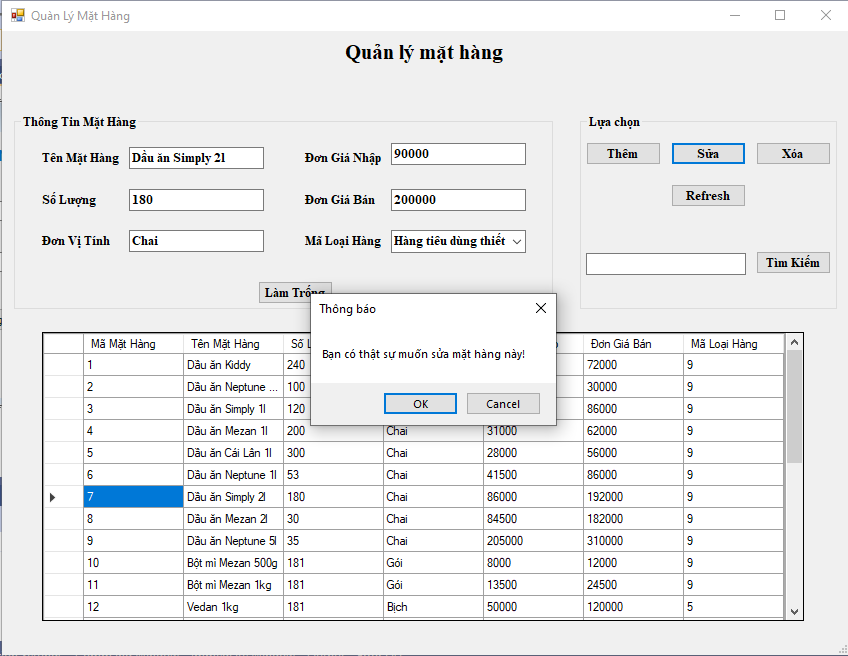 Quản Lý Mặt Hàng
Quản lý mặt hàng
Thông Tin Mặt Hàng
Tên Mặt Hàng Dầu ăn Simply 2l Đơn Giá Nhập 90000
Số Lượng 180 Đơn Giá Bán 200000
Đơn Vị Tính Chai Mã Loại Hàng Hàng tiêu dùng thiết
Làm Trống
Lựa chọn
Thêm Sửa Xóa
Refresh
Tìm Kiếm
Thông báo
Bạn có thật sự muốn sửa mặt hàng này!
OK Cancel
Mã Mặt Hàng Tên Mặt Hàng Số L Đơn Giá Bán Mã Loại Hàng
1 Dầu ăn Kiddy 240 72000 9
2 Dầu ăn Neptune ... 100 30000 9
3 Dầu ăn Simply 1l 120 86000 9
4 Dầu ăn Mezan 1l 200 Chai 31000 62000 9
5 Dầu ăn Cái Lân 1l 300 Chai 28000 56000 9
6 Dầu ăn Neptune 1l 53 Chai 41500 86000 9
7 Dầu ăn Simply 2l 180 Chai 86000 192000 9
8 Dầu ăn Mezan 2l 30 Chai 84500 182000 9
9 Dầu ăn Neptune 5l 35 Chai 205000 310000 9
10 Bột mì Mezan 500g 181 Gói 8000 12000 9
11 Bột mì Mezan 1kg 181 Gói 13500 24500 9
12 Vedan 1kg 181 Bịch 50000 120000 5